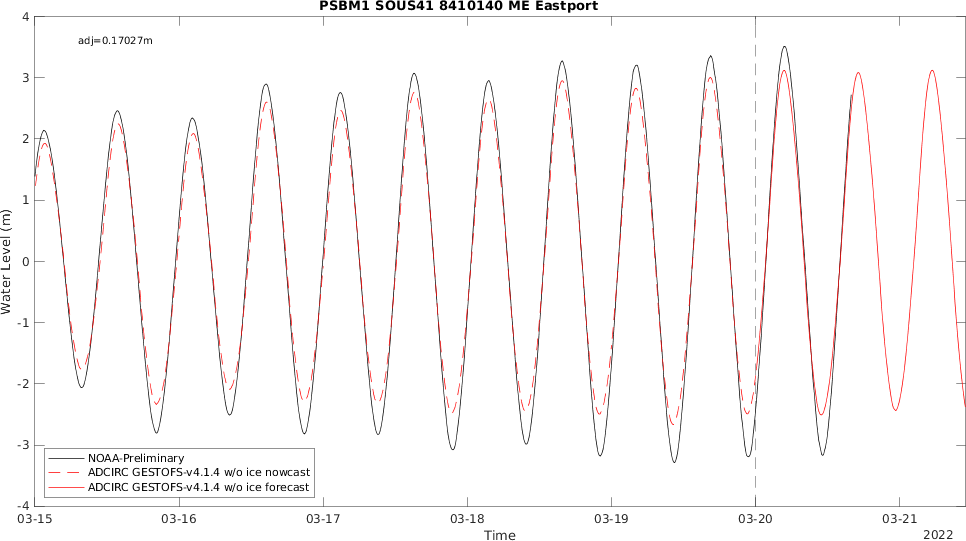 PSBM1 SOUS41 8410140 ME Eastport
adj=0.17027m
Water Level (m)
4
3
2
1
0
-1
-2
-3
-4
NOAA-Preliminary
ADCIRC GESTOFS-v4.1.4 w/o ice nowcast
ADCIRC GESTOFS-v4.1.4 w/o ice forecast
03-15 03-16 03-17 03-18 03-19 03-20 03-21
Time
2022